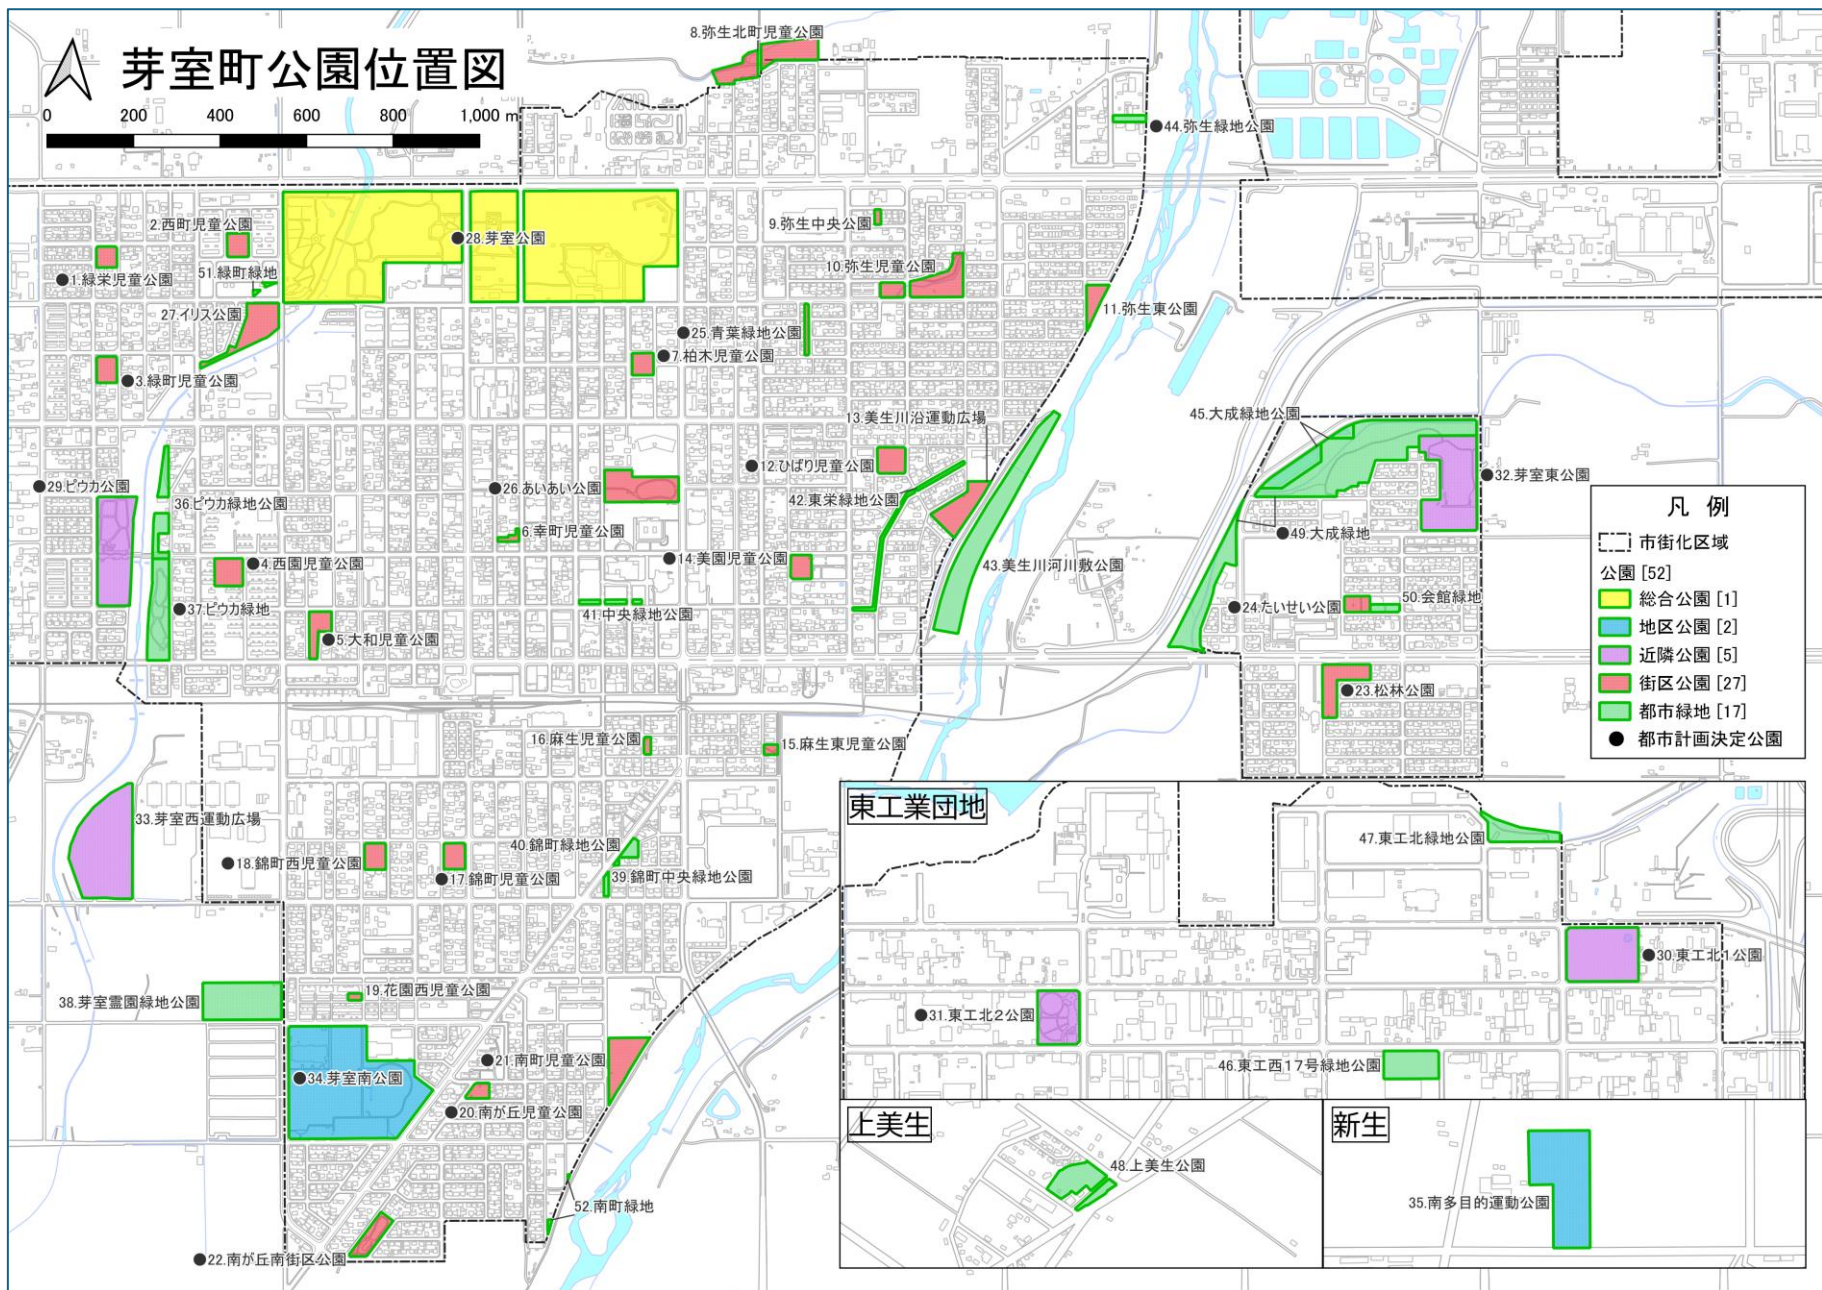 芽室町公園位置図
0 200 400 600 800 1,000 m
8.弥生北町児童公園
●44.弥生緑地公園
2.西町児童公園
9.弥生中央公園
●28.芽室公園
10.弥生児童公園
51.緑町緑地
●1.緑栄児童公園
27.イリス公園
11.弥生東公園
●25.青葉緑地公園
●7.柏木児童公園
●3.緑町児童公園
13.美生川沿運動広場
45.大成緑地公園
●12.ひばり児童公園
●32.芽室東公園
●29.ピウカ公園
●26.あいあい公園
36.ピウカ緑地公園
42.東栄緑地公園
6.幸町児童公園
●49.大成緑地
●14.美園児童公園
●4.西園児童公園
43.美生川河川敷公園
50.会館緑地
●24.たいせい公園
●37.ピウカ緑地
41.中央緑地公園
●5.大和児童公園
●23.松林公園
凡 例
市街化区域
公園 [52]
総合公園 [1]
地区公園 [2]
近隣公園 [5]
街区公園 [27]
都市緑地 [17]
● 都市計画決定公園
16.麻生児童公園
15.麻生東児童公園
33.芽室西運動広場
40.錦町緑地公園
●18.錦町西児童公園
●17.錦町児童公園
39.錦町中央緑地公園
19.花園西児童公園
38.芽室霊園緑地公園
●21.南町児童公園
●34.芽室南公園
●20.南が丘児童公園
52.南町緑地
●22.南が丘南街区公園
東工業団地
47.東工北緑地公園
●30.東工北1公園
●31.東工北2公園
46.東工西17号緑地公園
上美生
48.上美生公園
新生
35.南多目的運動公園